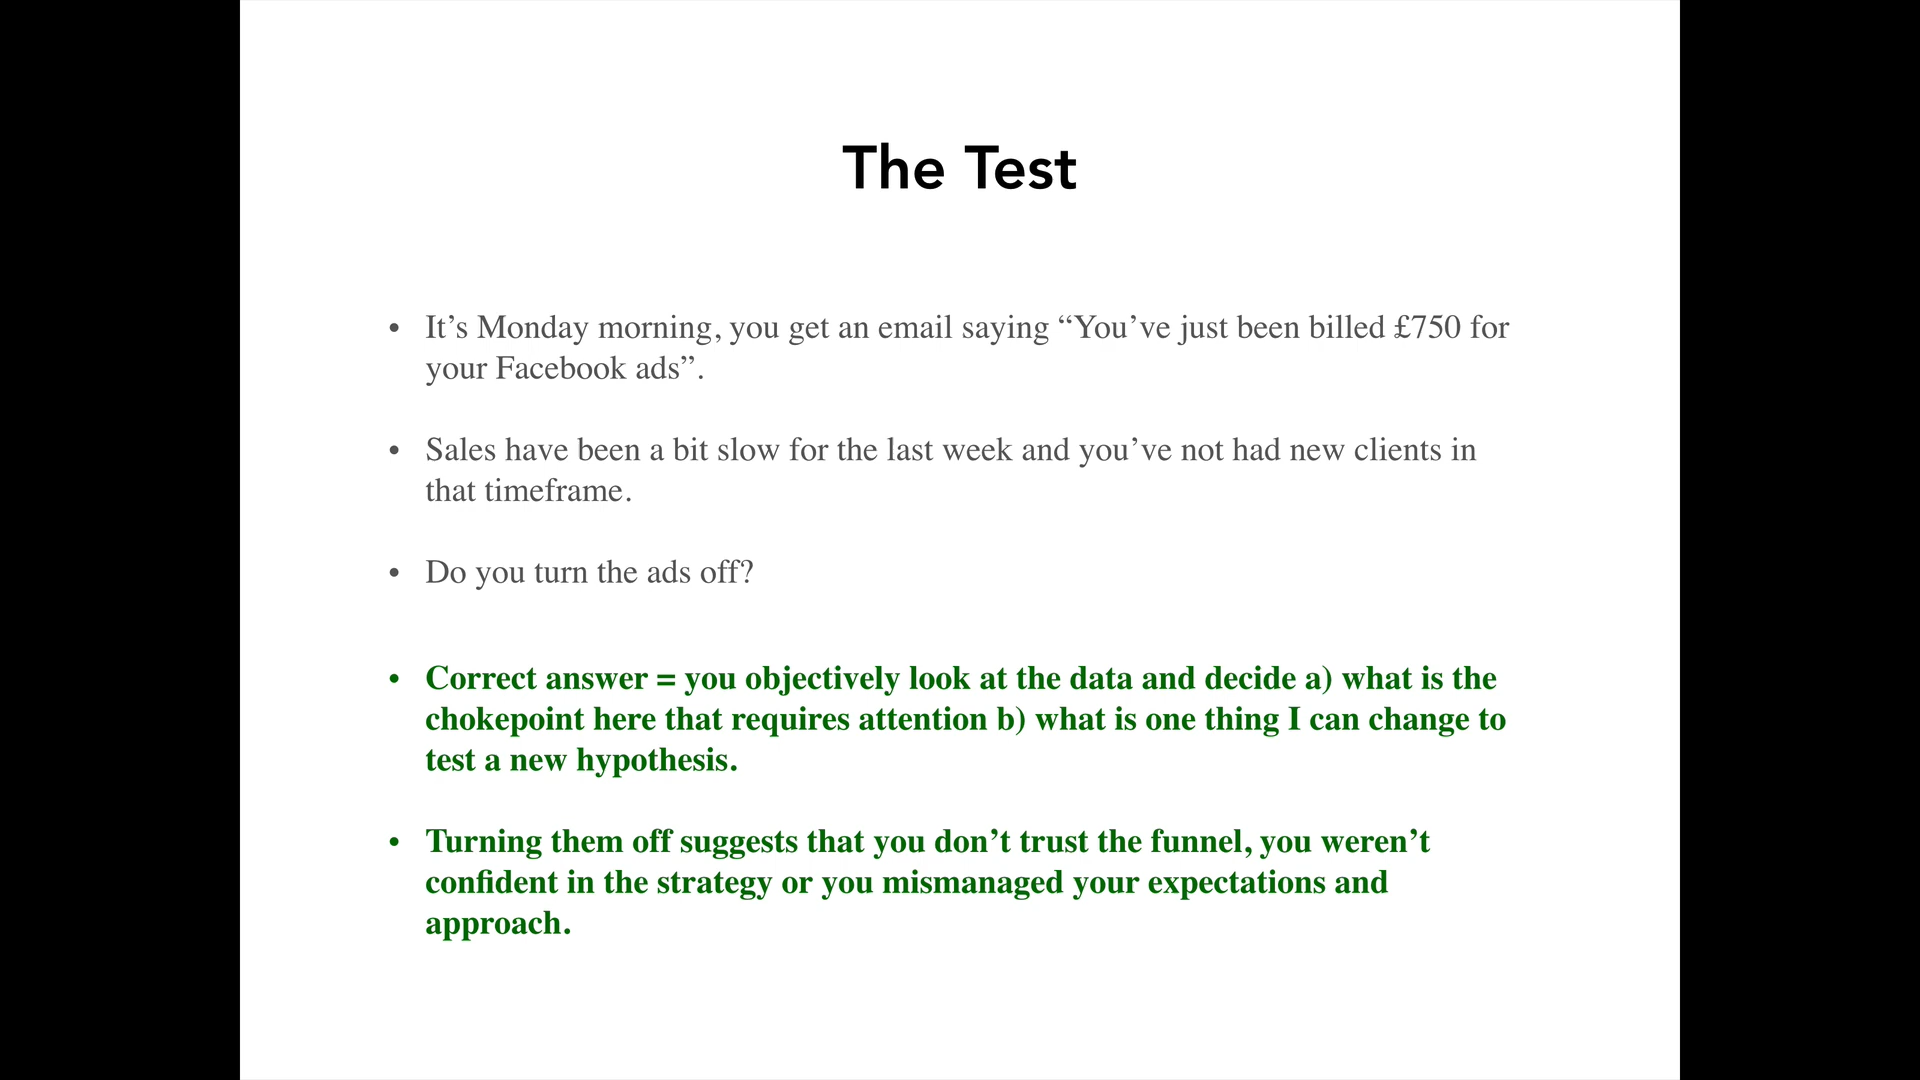 The Test
• It’s Monday morning, you get an email saying “You’ve just been billed £750 for
your Facebook ads”.
• Sales have been a bit slow for the last week and you’ve not had new clients in
that timeframe.
• Do you turn the ads off?
• Correct answer = you objectively look at the data and decide a) what is the
chokepoint here that requires attention b) what is one thing I can change to
test a new hypothesis.
• Turning them off suggests that you don’t trust the funnel, you weren’t
confident in the strategy or you mismanaged your expectations and
approach.